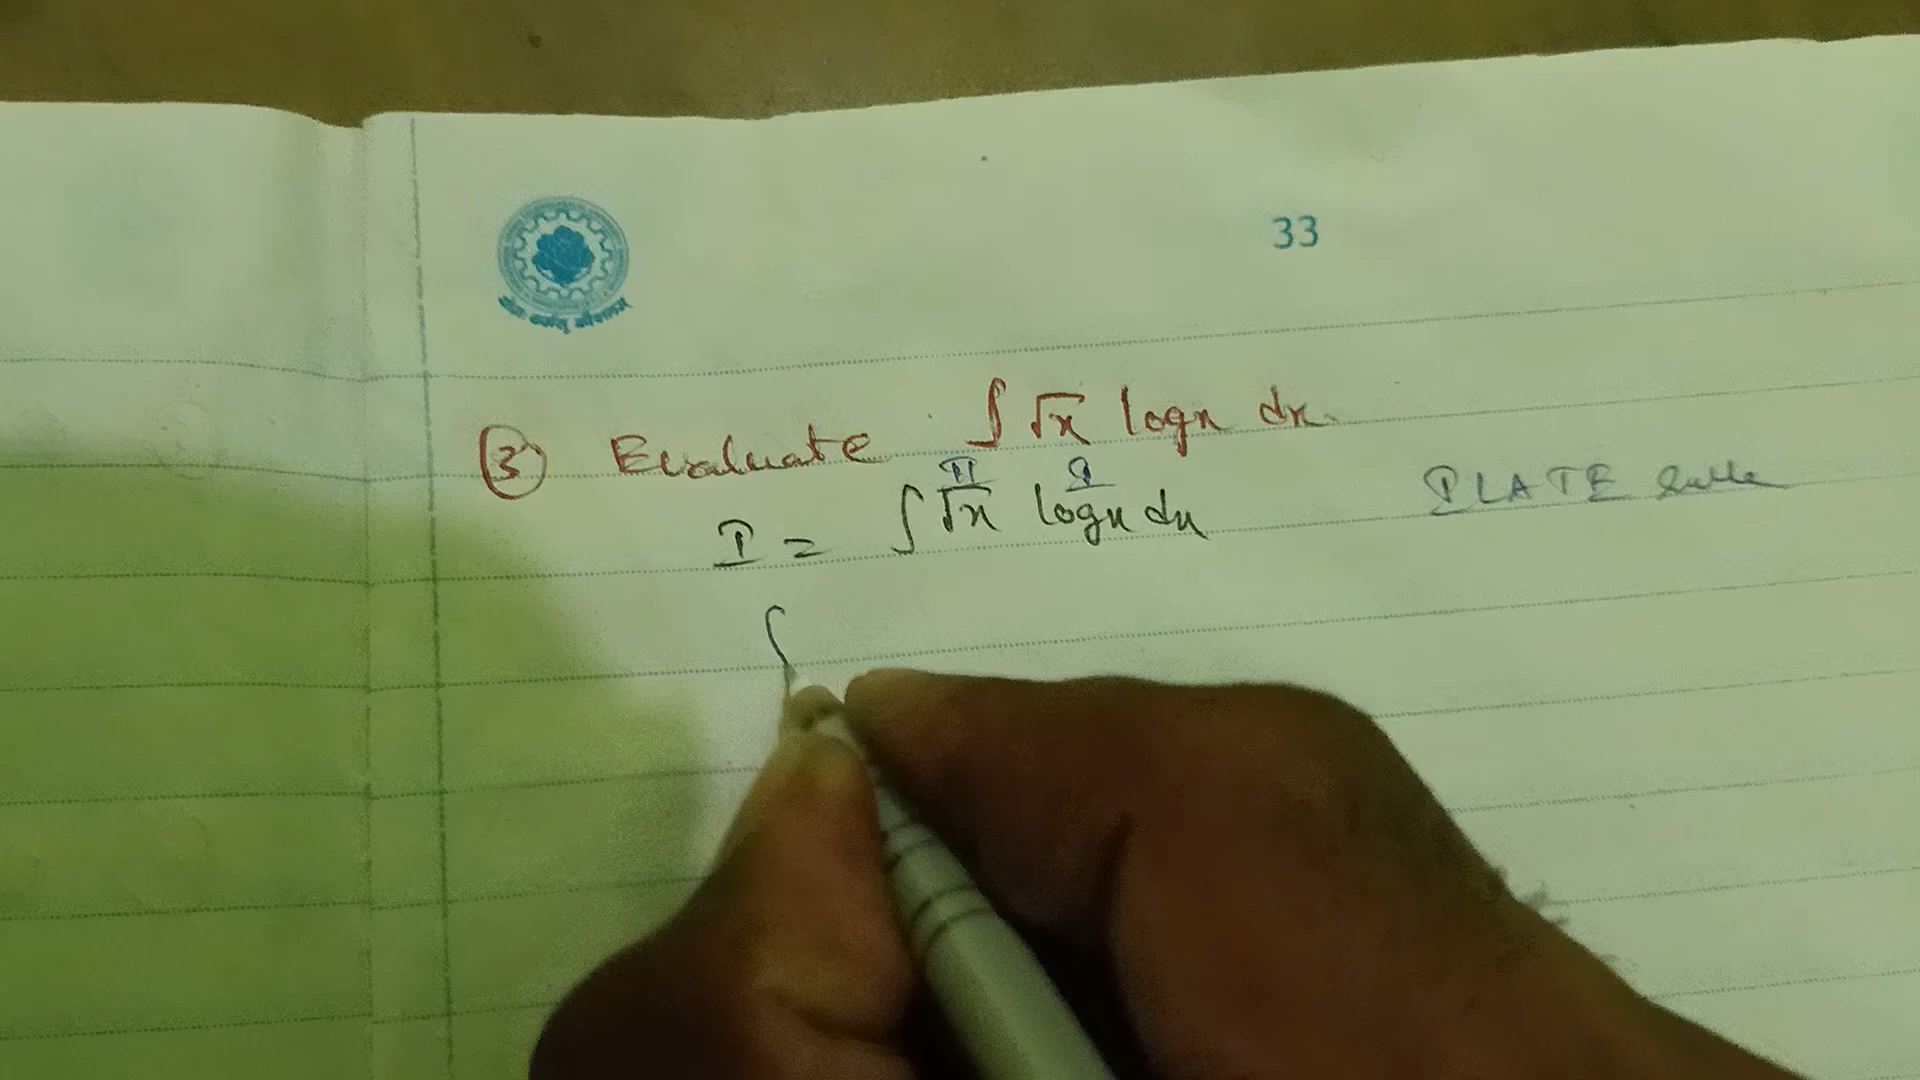 33
③ Evaluate ∫ √x logx dx.
II I
I = ∫ √x logx dx
ILATE Rule
∫